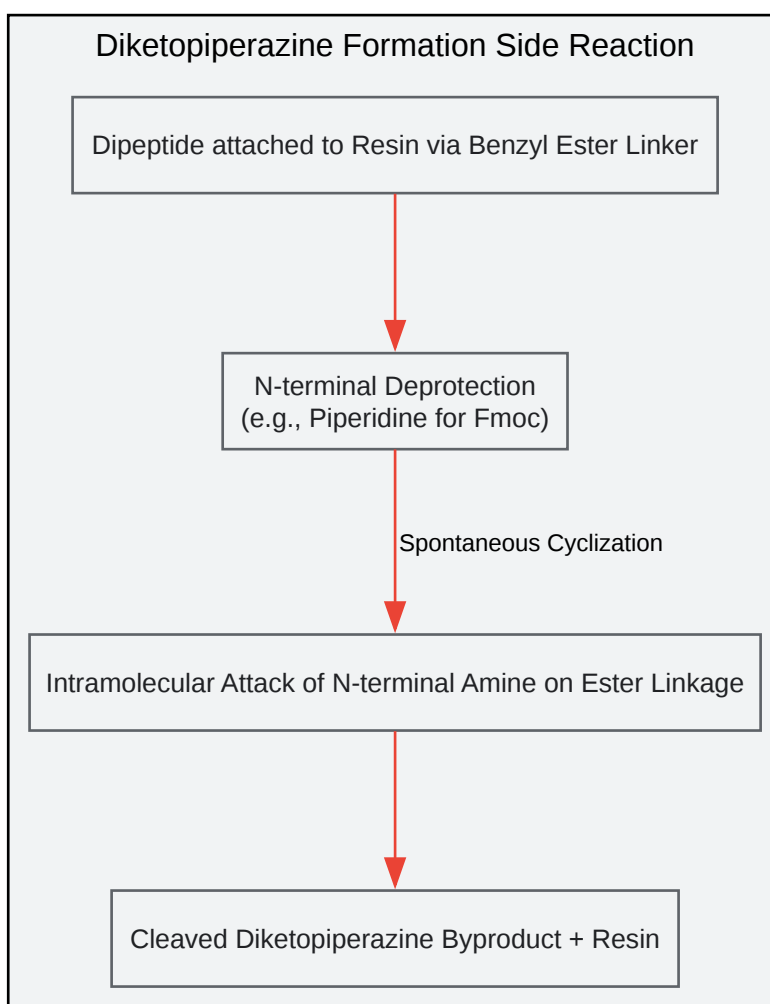 Diketopiperazine Formation Side Reaction
Dipeptide attached to Resin via Benzyl Ester Linker
N-terminal Deprotection
(e.g., Piperidine for Fmoc)
Spontaneous Cyclization
Intramolecular Attack of N-terminal Amine on Ester Linkage
Cleaved Diketopiperazine Byproduct + Resin